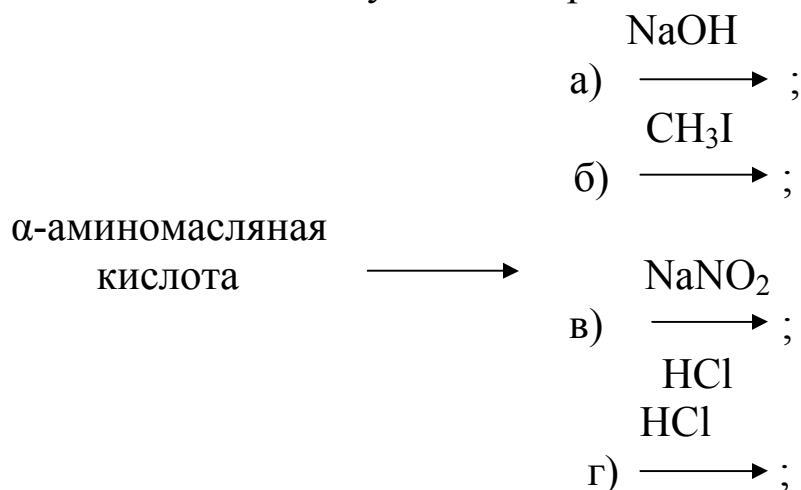 NaOH
а) ;
CH₃I
б) ;
α-аминомасляная
кислота
NaNO₂
в) ;
HCl
HCl
г) ;